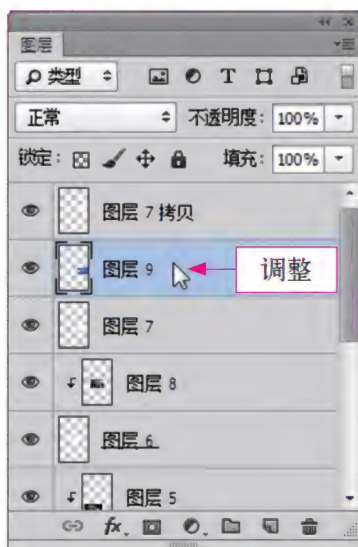 图层
类型
T
正常 不透明度: 100%
锁定: 填充: 100%
图层 7 拷贝
图层 9 调整
图层 7
图层 8
图层 6
图层 5
fx